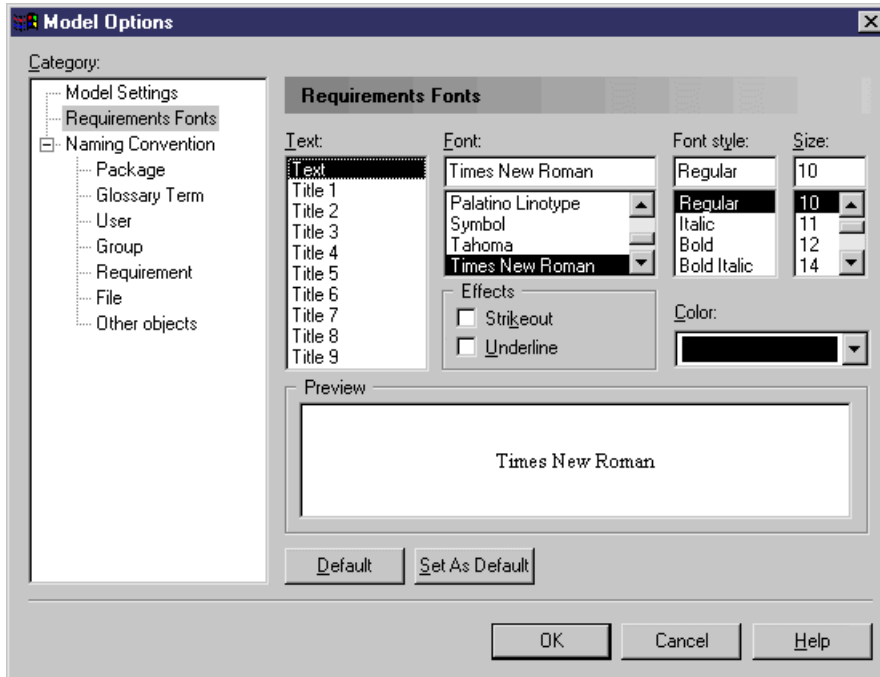 Model Options
Category:
Model Settings
Requirements Fonts
Naming Convention
Package
Glossary Term
User
Group
Requirement
File
Other objects
Requirements Fonts
Text:
Text
Title 1
Title 2
Title 3
Title 4
Title 5
Title 6
Title 7
Title 8
Title 9
Font:
Times New Roman
Palatino Linotype
Symbol
Tahoma
Times New Roman
Font style:
Regular
Regular
Italic
Bold
Bold Italic
Size:
10
10
11
12
14
Effects
Strikeout
Underline
Color:
Preview
Times New Roman
Default
Set As Default
OK
Cancel
Help